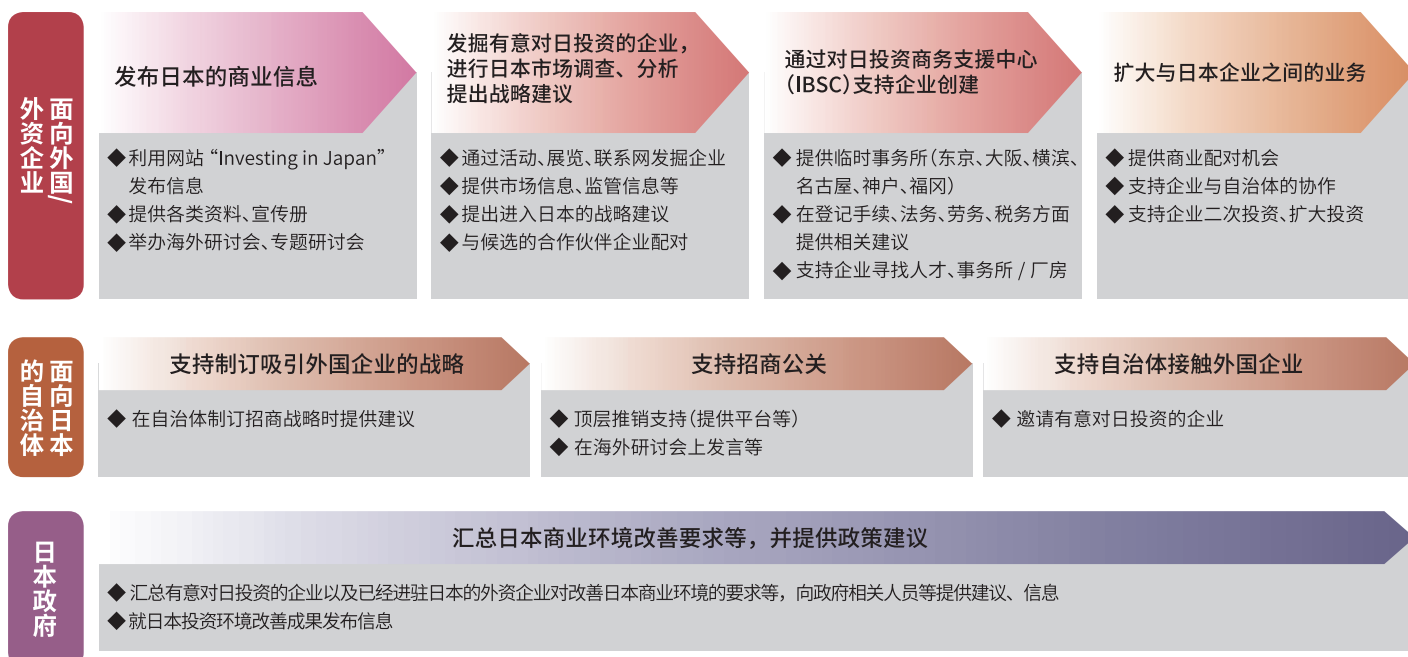 面向外国/
外资企业
发布日本的商业信息
◆利用网站“Investing in Japan”
发布信息
◆提供各类资料、宣传册
◆举办海外研讨会、专题研讨会
发掘有意对日投资的企业，
进行日本市场调查、分析
提出战略建议
◆通过活动、展览、联系网发掘企业
◆提供市场信息、监管信息等
◆提出进入日本的战略建议
◆与候选的合作伙伴企业配对
通过对日投资商务支援中心
（IBSC）支持企业创建
◆提供临时事务所（东京、大阪、横滨、
名古屋、神户、福冈）
◆在登记手续、法务、劳务、税务方面
提供相关建议
◆支持企业寻找人才、事务所 / 厂房
扩大与日本企业之间的业务
◆提供商业配对机会
◆支持企业与自治体的协作
◆支持企业二次投资、扩大投资
面向日本
的自治体
支持制订吸引外国企业的战略
◆ 在自治体制订招商战略时提供建议
支持招商公关
◆ 顶层推销支持（提供平台等）
◆ 在海外研讨会上发言等
支持自治体接触外国企业
◆ 邀请有意对日投资的企业
日本政府
汇总日本商业环境改善要求等，并提供政策建议
◆ 汇总有意对日投资的企业以及已经进驻日本的外资企业对改善日本商业环境的要求等，向政府相关人员等提供建议、信息
◆ 就日本投资环境改善成果发布信息